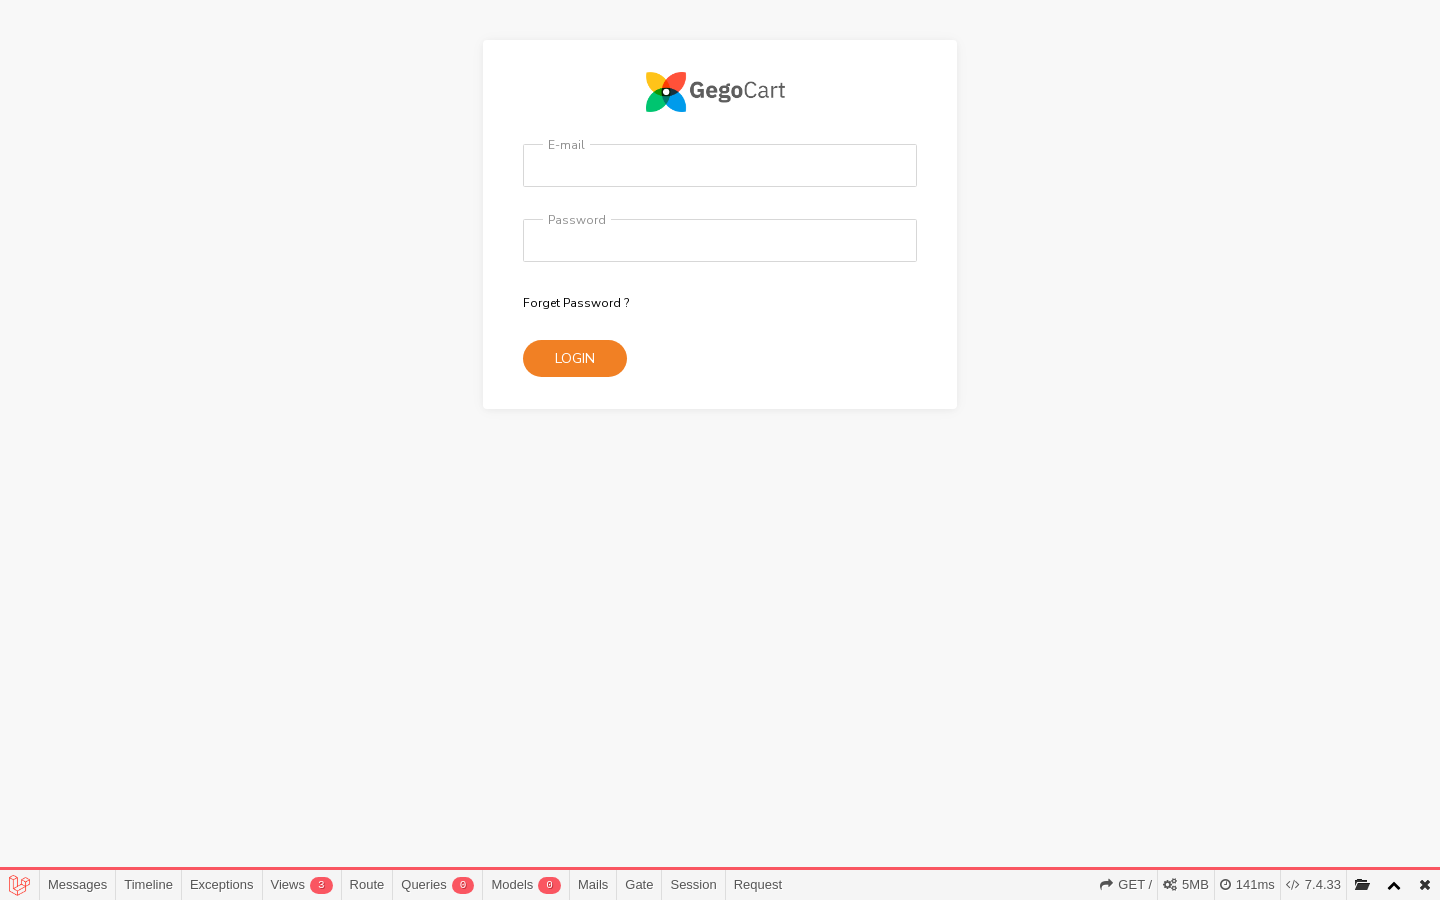 GegoCart
E-mail
Password
Forget Password ?
LOGIN
Messages Timeline Exceptions Views 3 Route Queries 0 Models 0 Mails Gate Session Request GET / 5MB 141ms 7.4.33